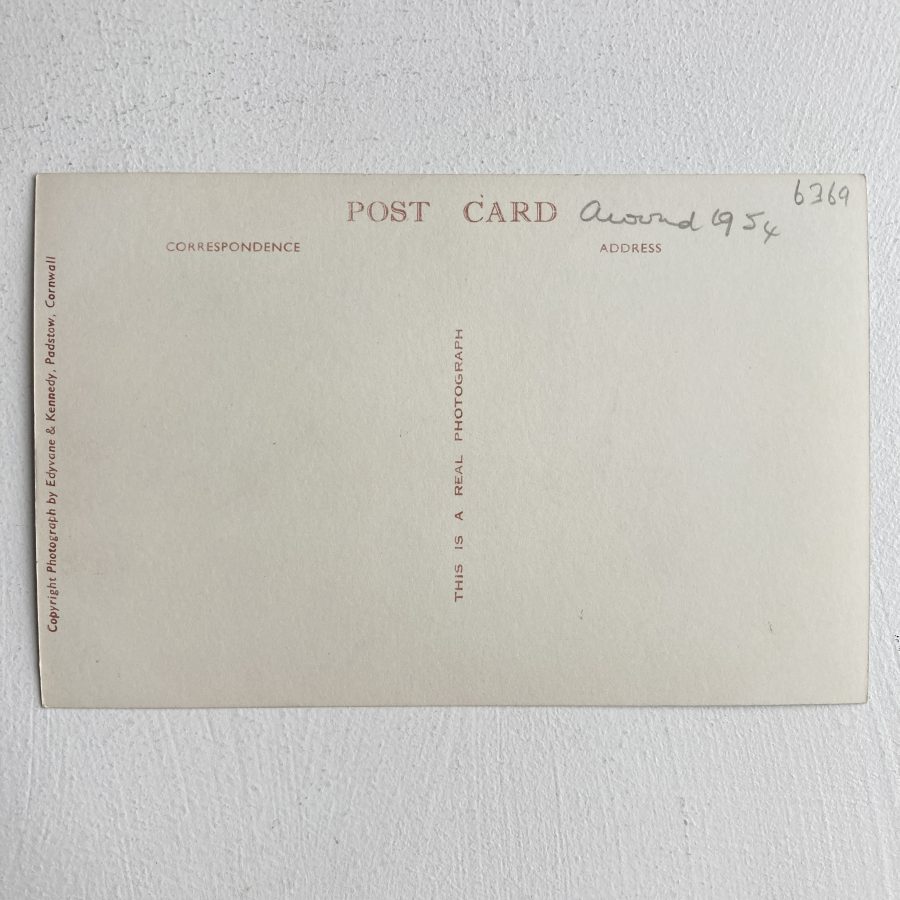 POST CARD Around 1954
6369
CORRESPONDENCE
ADDRESS
Copyright Photograph by Edyvane & Kennedy, Padstow, Cornwall
THIS IS A REAL PHOTOGRAPH